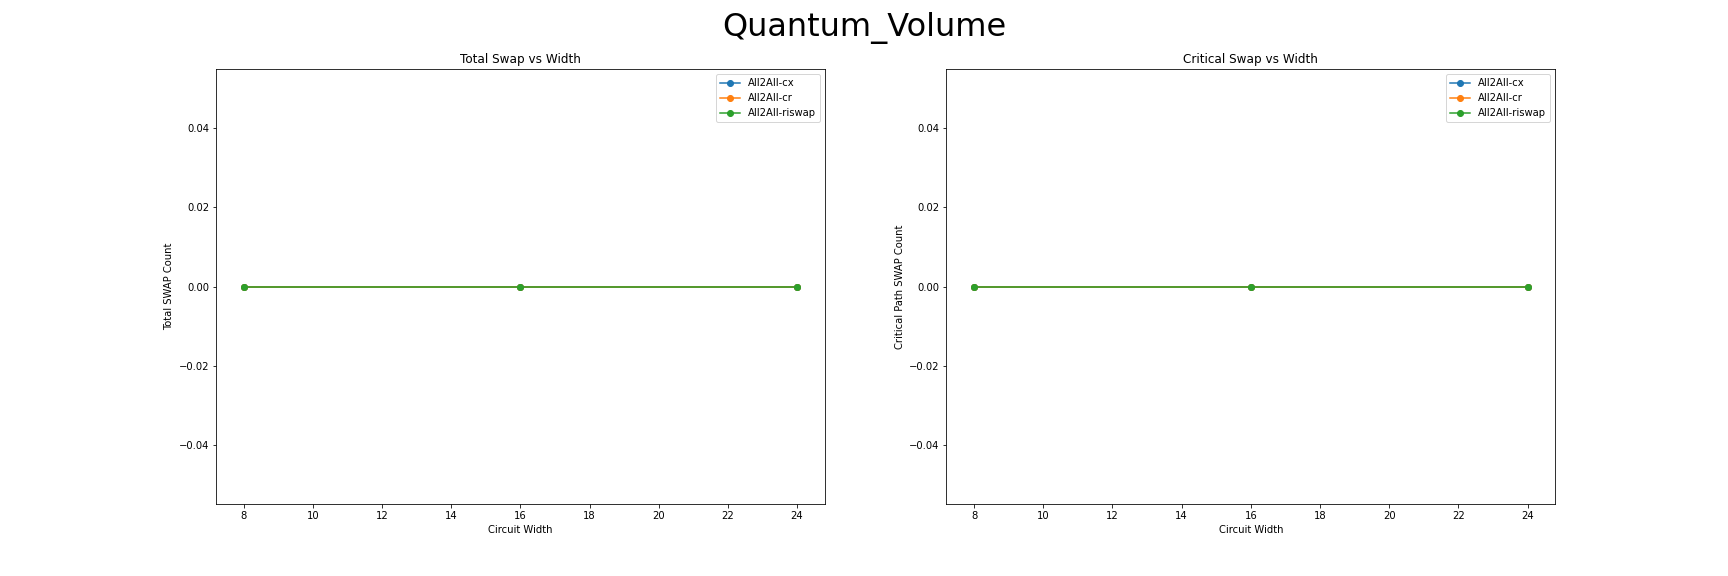 Quantum_Volume
Total Swap vs Width
All2All-cx
All2All-cr
All2All-riswap
0.04
0.02
0.00
−0.02
−0.04
Total SWAP Count
8 10 12 14 16 18 20 22 24
Circuit Width
Critical Swap vs Width
All2All-cx
All2All-cr
All2All-riswap
0.04
0.02
0.00
−0.02
−0.04
Critical Path SWAP Count
8 10 12 14 16 18 20 22 24
Circuit Width